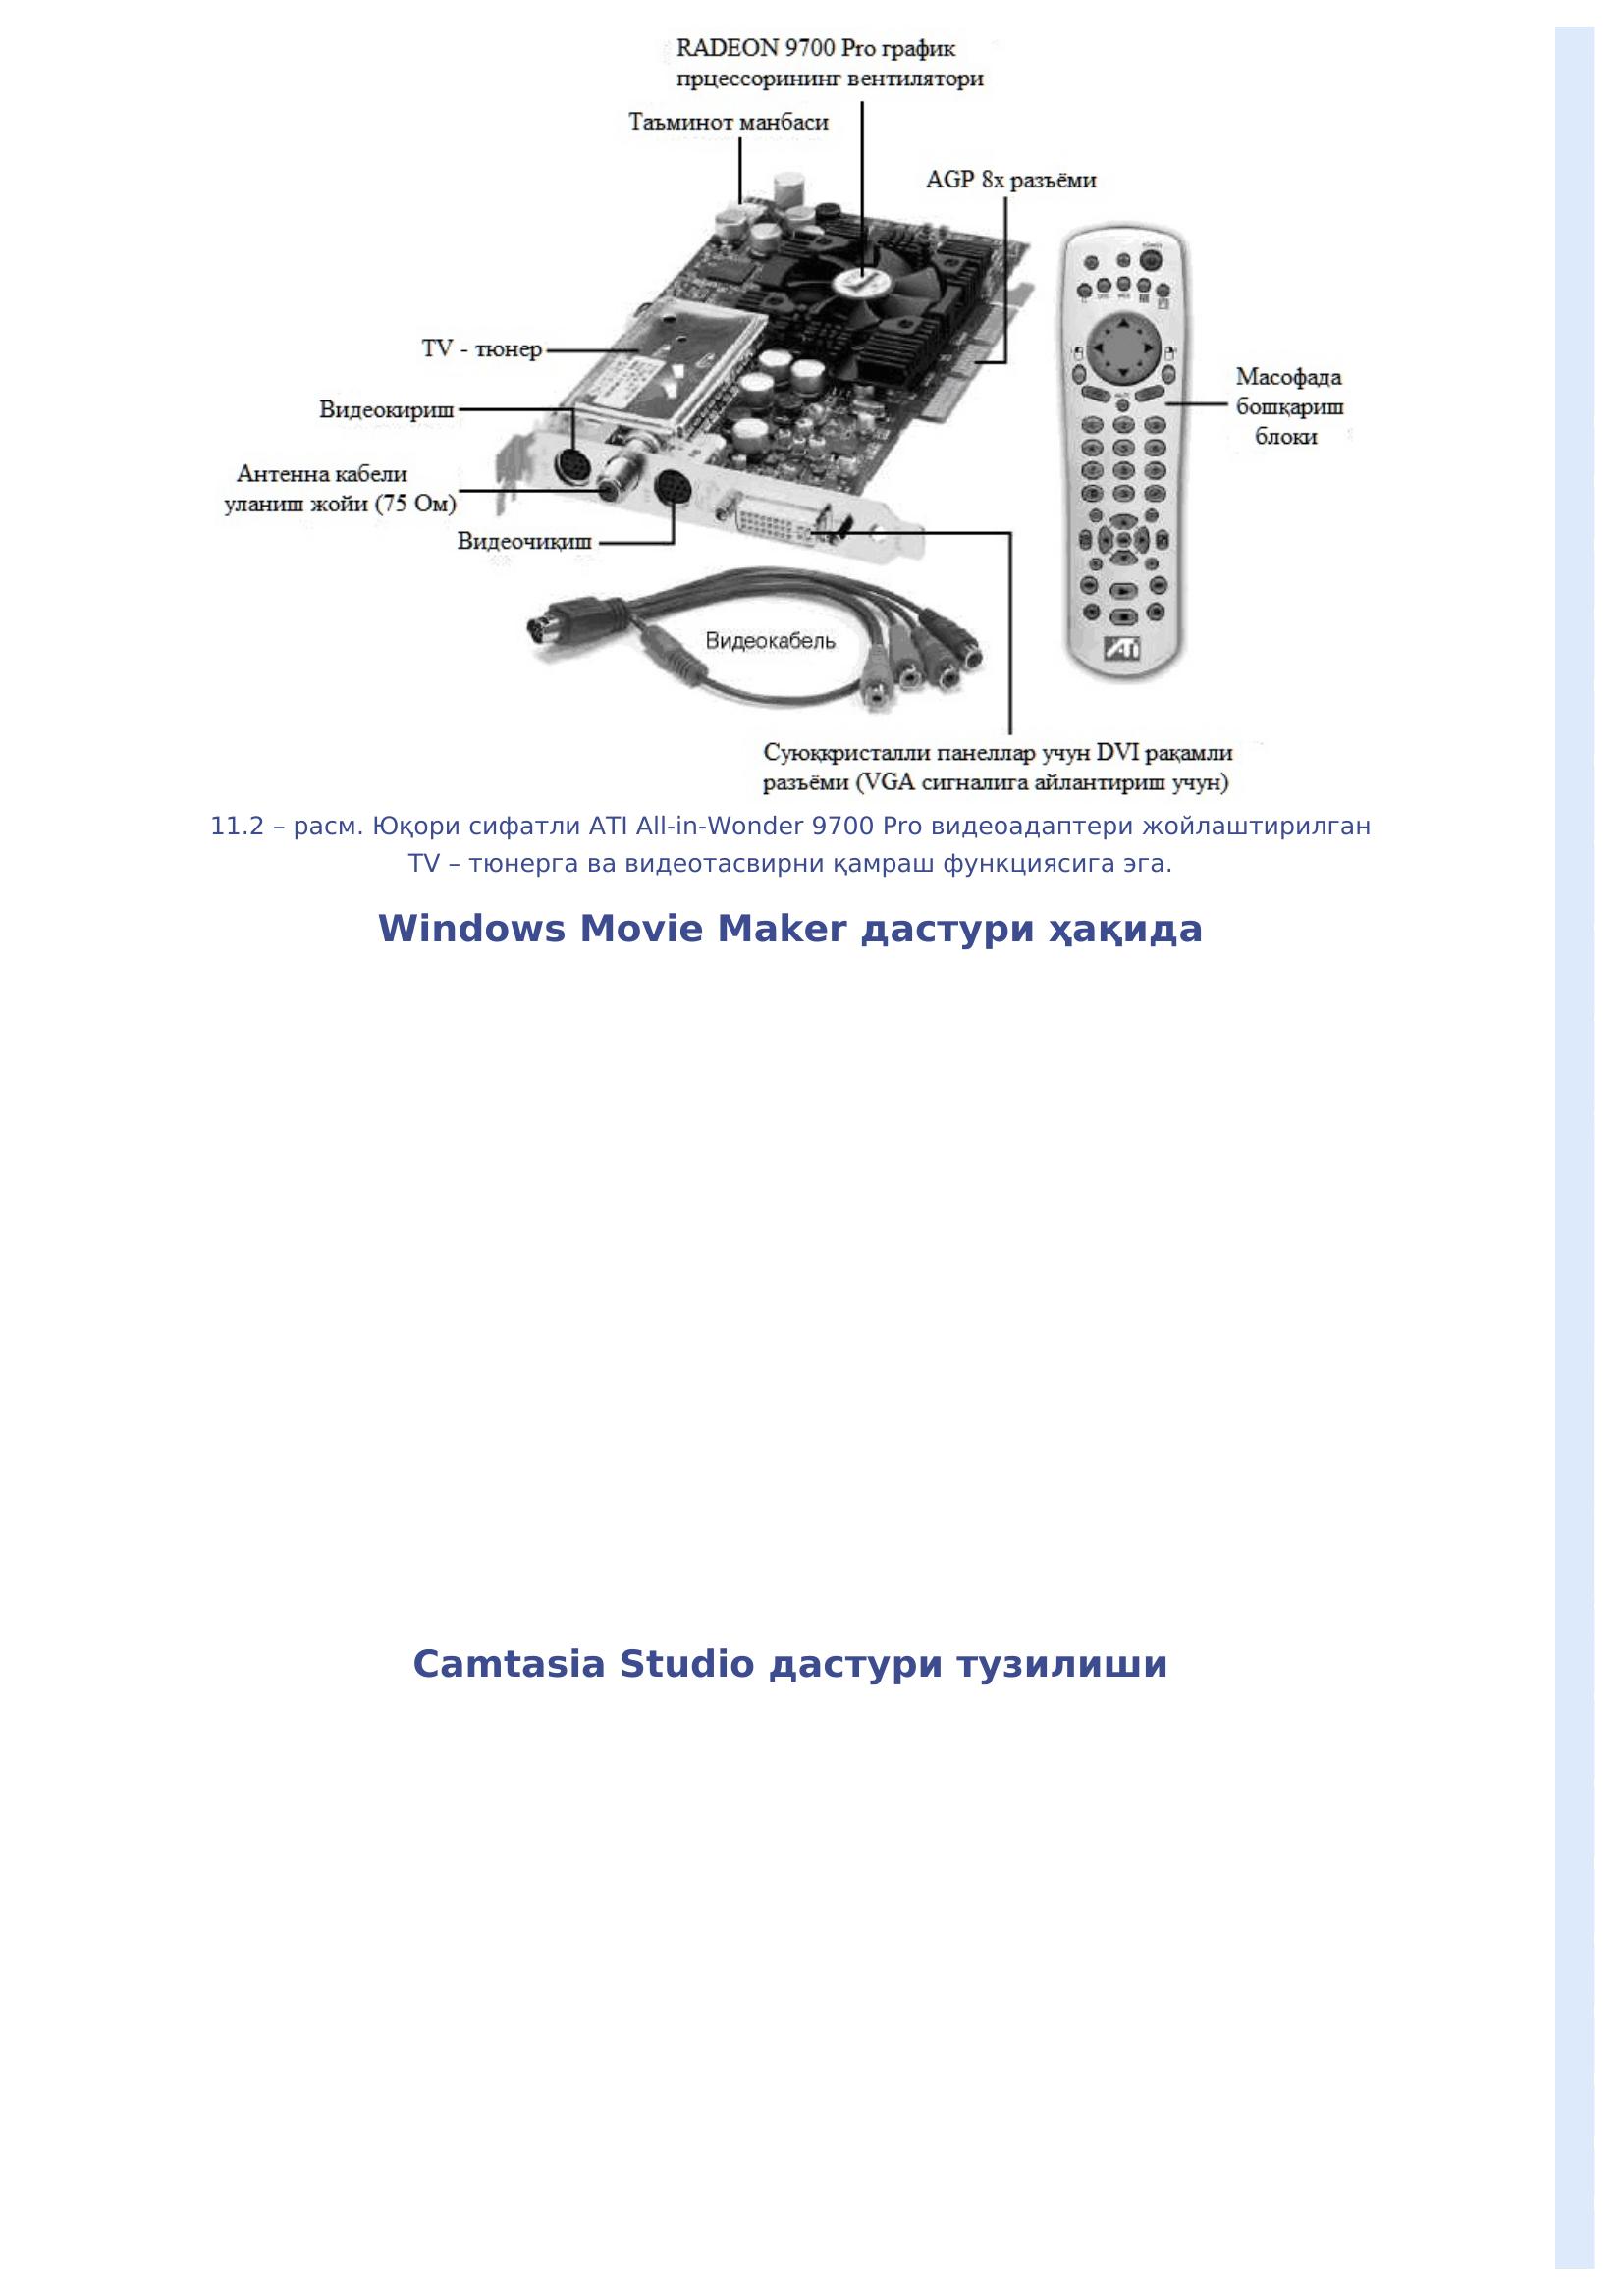 RADEON 9700 Pro график
прцессорининг вентилятори
Таъминот манбаси
AGP 8x разъёми
TV - тюнер
Видеокириш
Масофада
бошқариш
блоки
Антенна кабели
уланиш жойи (75 Ом)
Видеочиқиш
Видеокабель
ATI
Суюққристалли панеллар учун DVI рақамли
разъёми (VGA сигналига айлантириш учун)
11.2 – расм. Юқори сифатли ATI All-in-Wonder 9700 Pro видеоадаптери жойлаштирилган
TV – тюнерга ва видеотасвирни қамраш функциясига эга.
Windows Movie Maker дастури ҳақида
Camtasia Studio дастури тузилиши